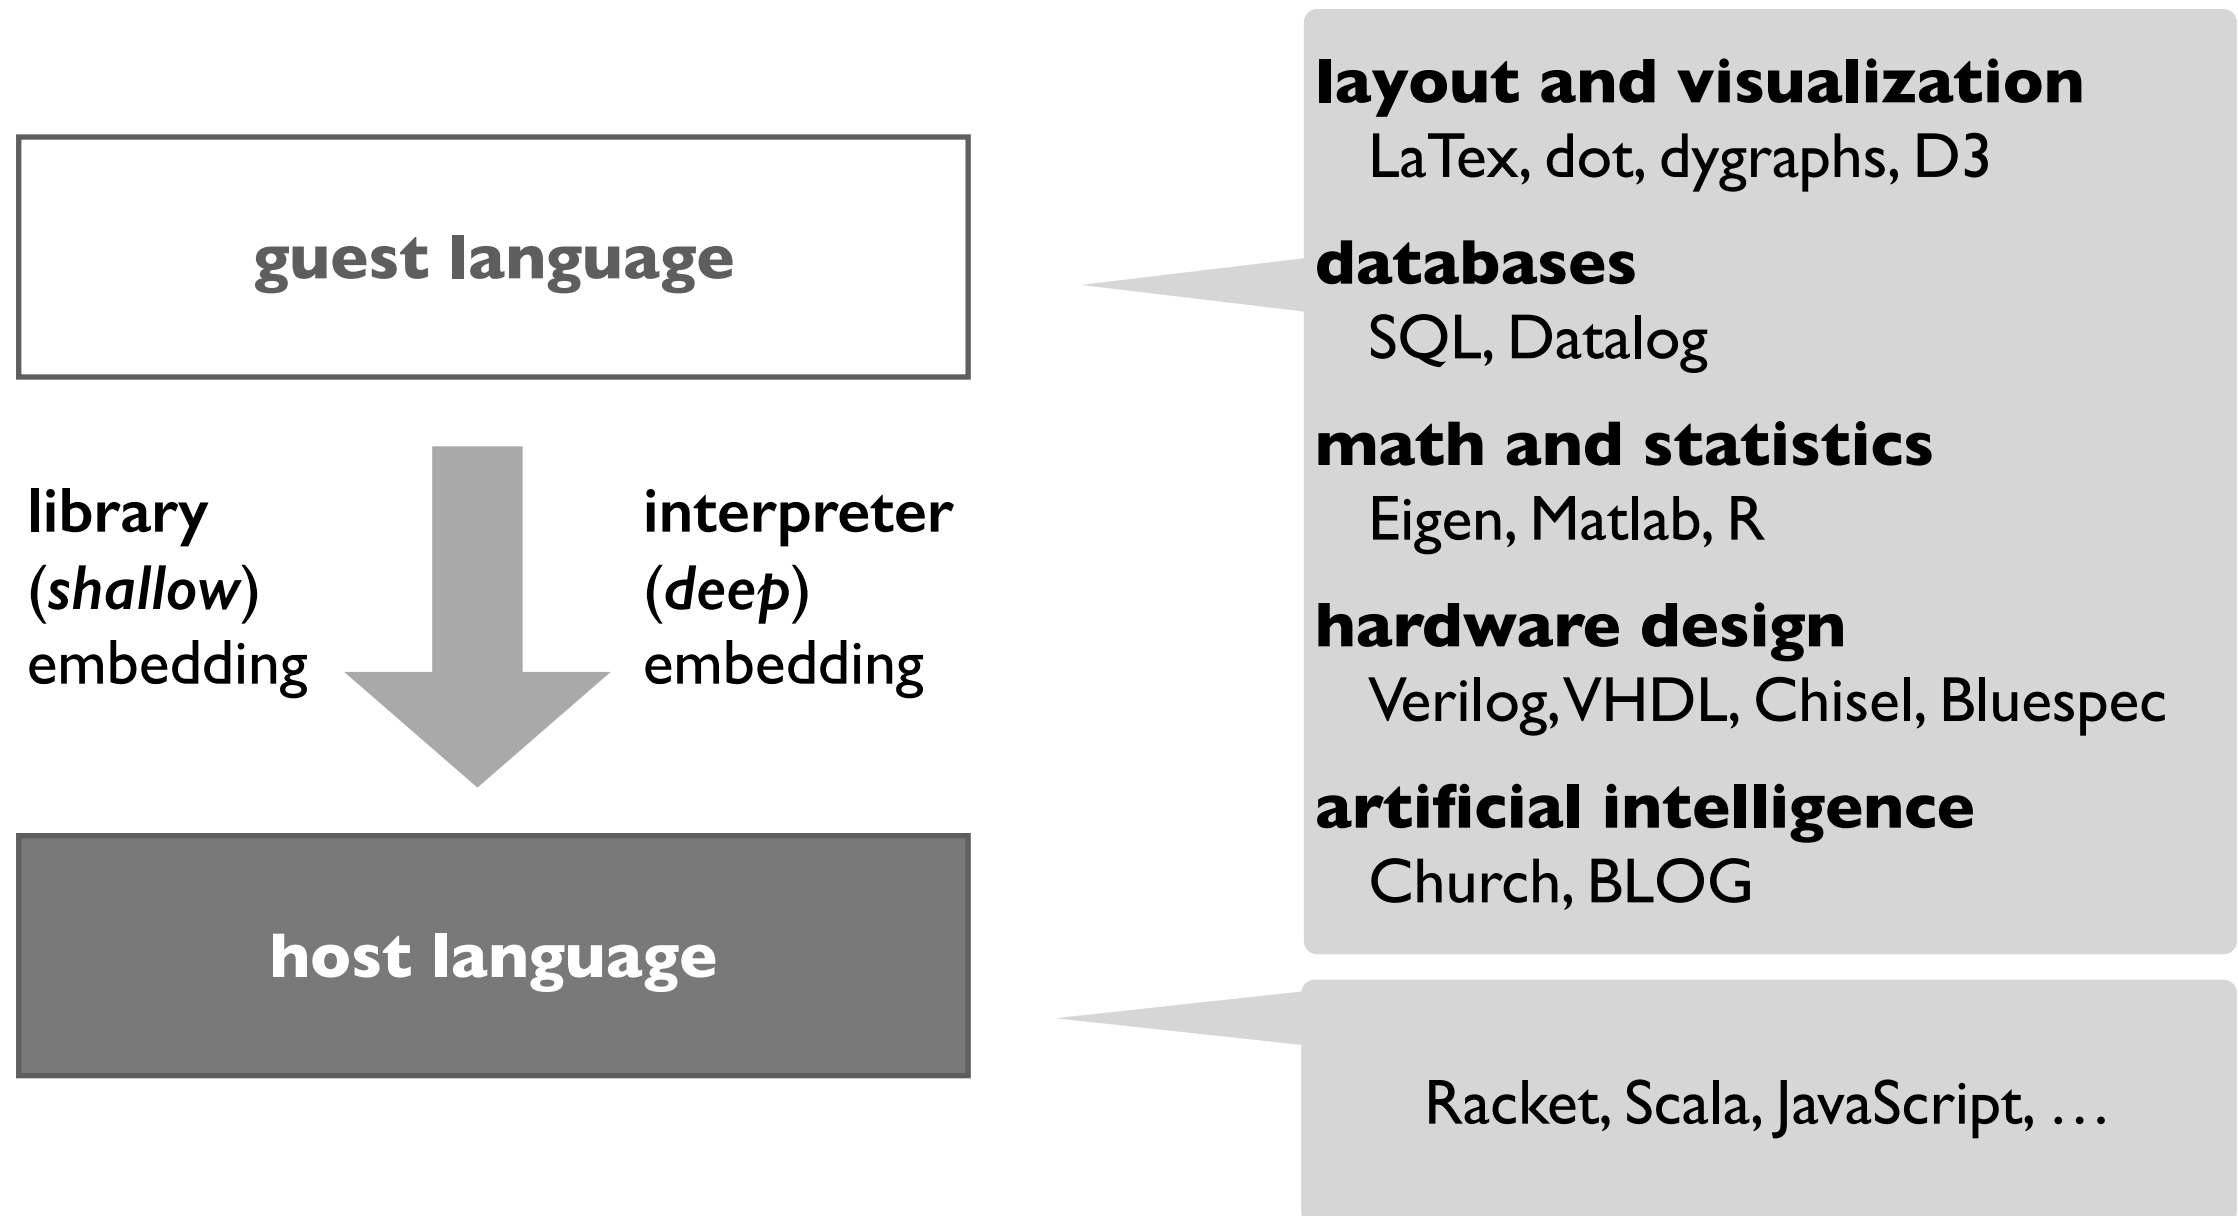 guest language
library
(shallow)
embedding
interpreter
(deep)
embedding
host language
layout and visualization
LaTex, dot, dygraphs, D3
databases
SQL, Datalog
math and statistics
Eigen, Matlab, R
hardware design
Verilog, VHDL, Chisel, Bluespec
artificial intelligence
Church, BLOG
Racket, Scala, JavaScript, …